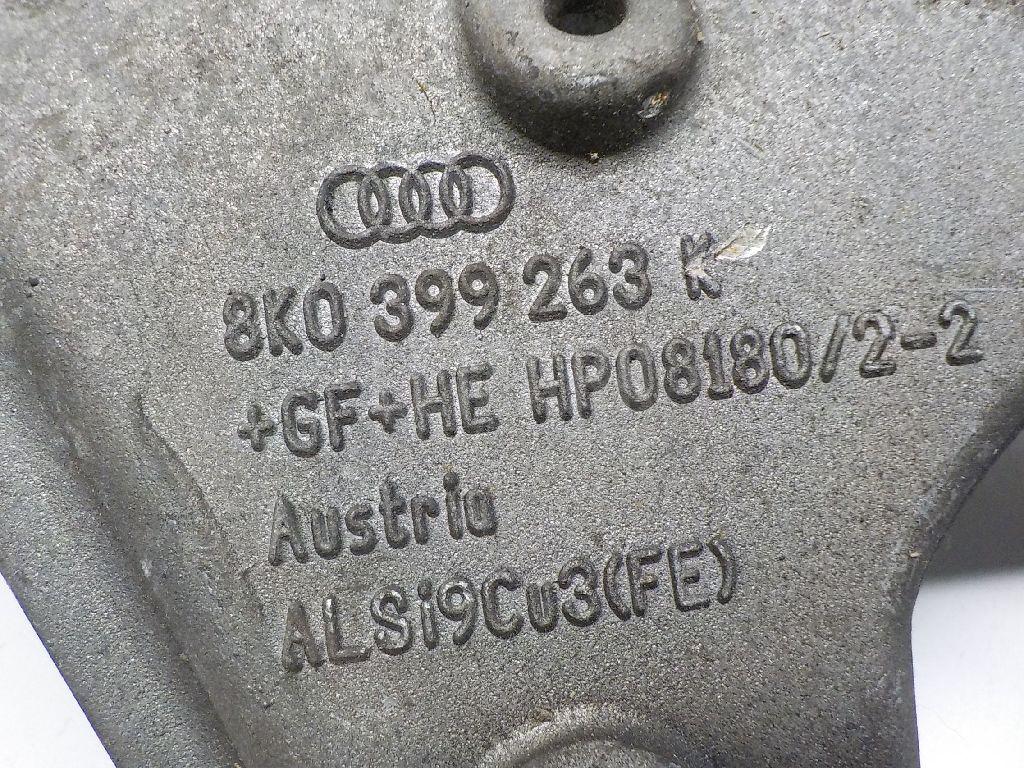 8K0 399 263 K
+GF+HE HP08180/2-2
Austria
ALSi9Cu3(FE)